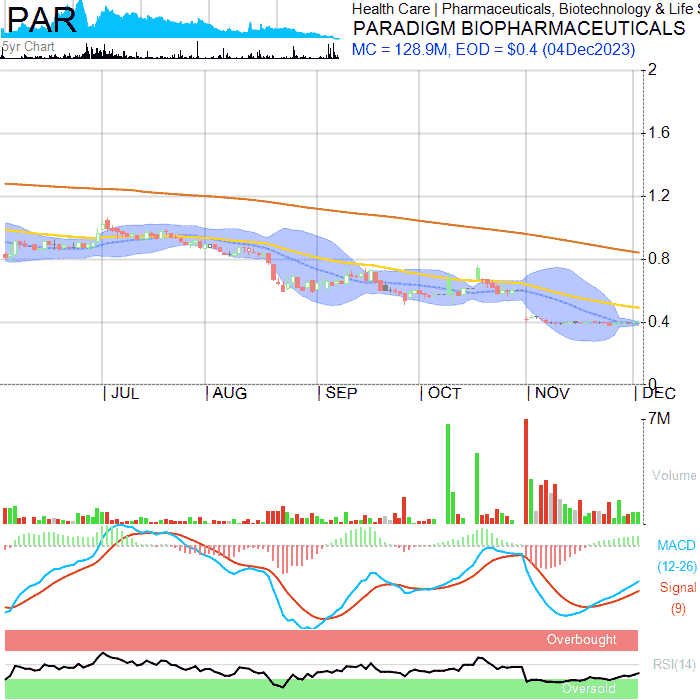 PAR
5yr Chart
Health Care | Pharmaceuticals, Biotechnology & Life S
PARADIGM BIOPHARMACEUTICALS
MC = 128.9M, EOD = $0.4 (04Dec2023)
2
1.6
1.2
0.8
0.4
0
JUL AUG SEP OCT NOV DEC
7M
Volume
MACD
(12-26)
Signal
(9)
Overbought
RSI(14)
Oversold